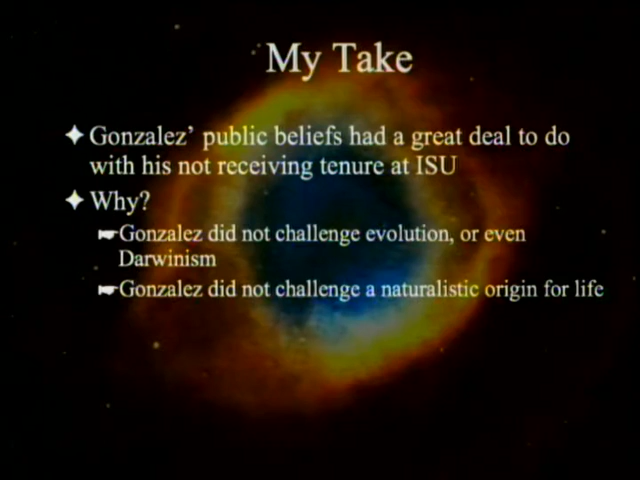 My Take
Gonzalez’ public beliefs had a great deal to do
with his not receiving tenure at ISU
Why?
Gonzalez did not challenge evolution, or even
Darwinism
Gonzalez did not challenge a naturalistic origin for life